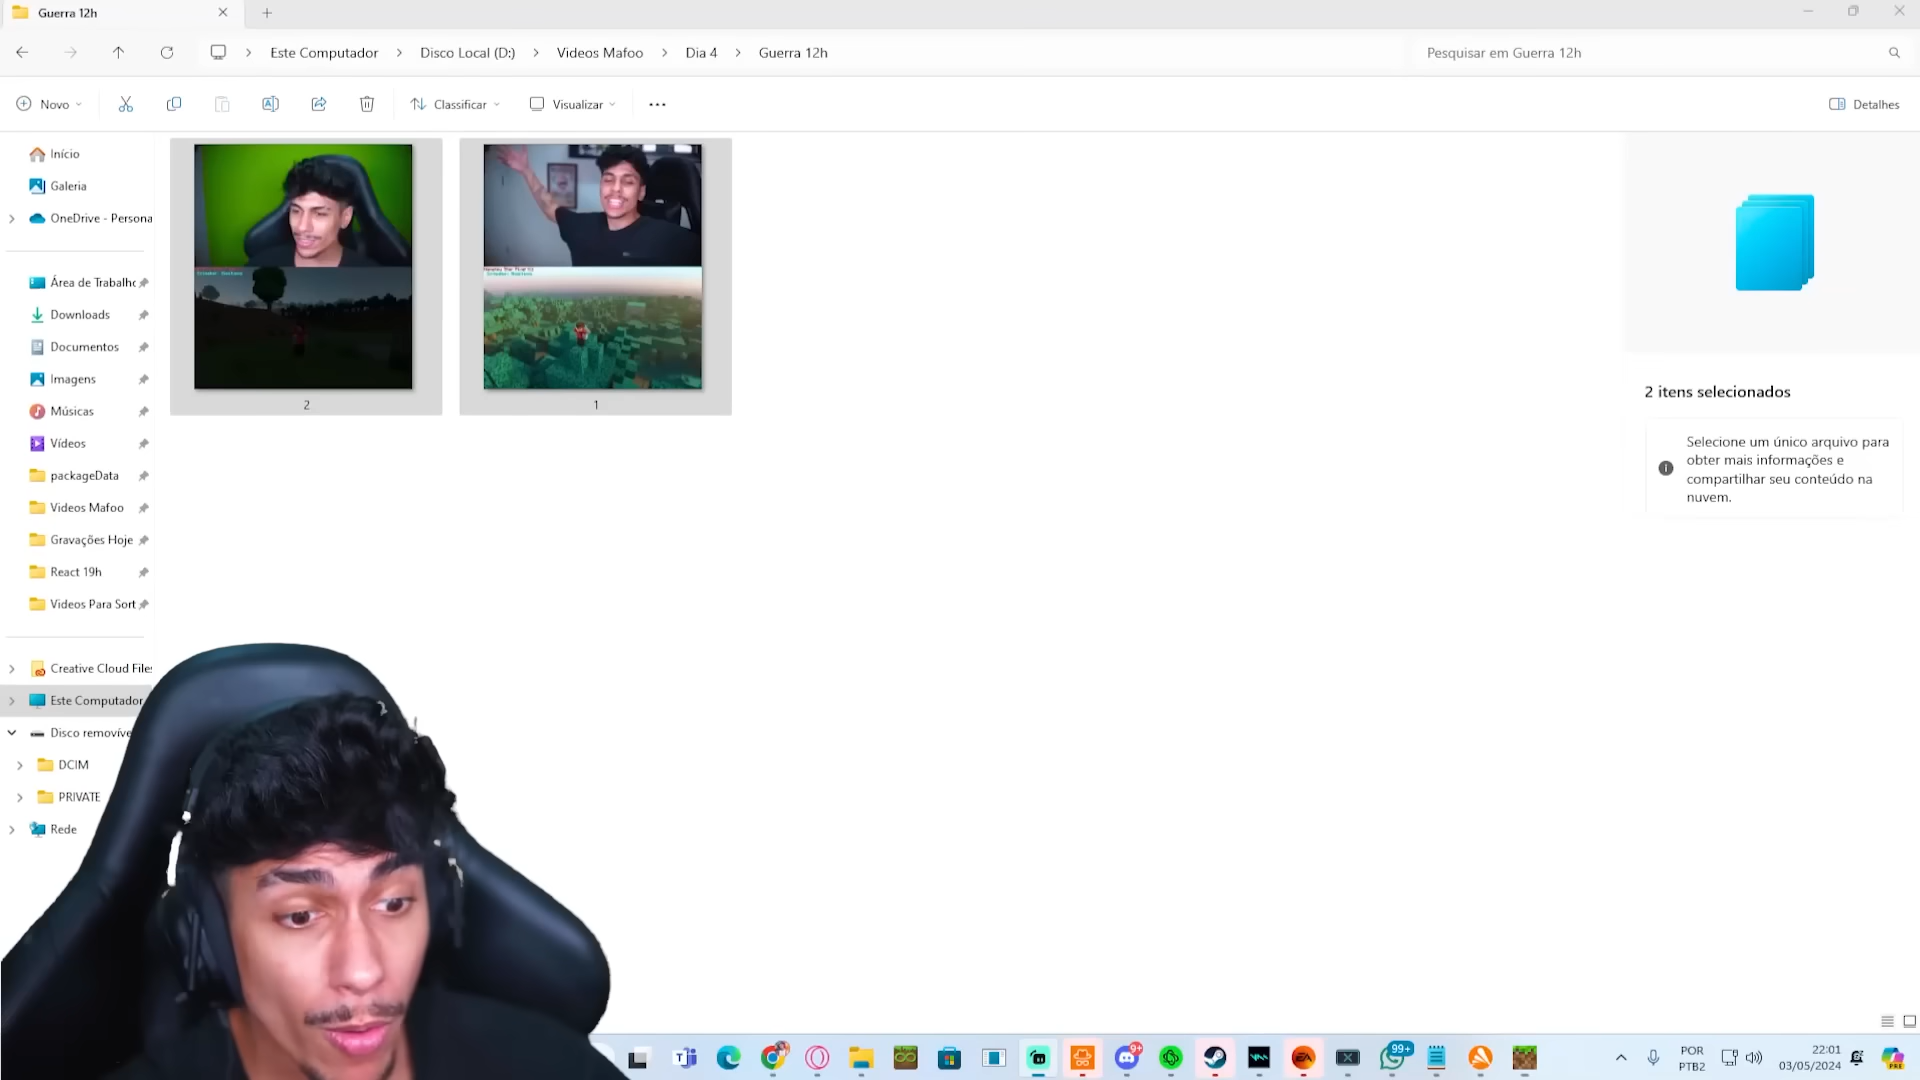 Guerra 12h
Este Computador
Disco Local (D:)
Videos Mafoo
Dia 4
Guerra 12h
Pesquisar em Guerra 12h
Novo
Classificar
Visualizar
Detalhes
Início
Galeria
OneDrive - Persona
Área de Trabalho
Downloads
Documentos
Imagens
Músicas
Vídeos
packageData
Videos Mafoo
Gravações Hoje
React 19h
Videos Para Sort
Creative Cloud Files
Este Computador
Disco removíve
DCIM
PRIVATE
Rede
2
1
2 itens selecionados
Selecione um único arquivo para
obter mais informações e
compartilhar seu conteúdo na
nuvem.
9+
99+
POR
PTB2
22:01
03/05/2024
PRE